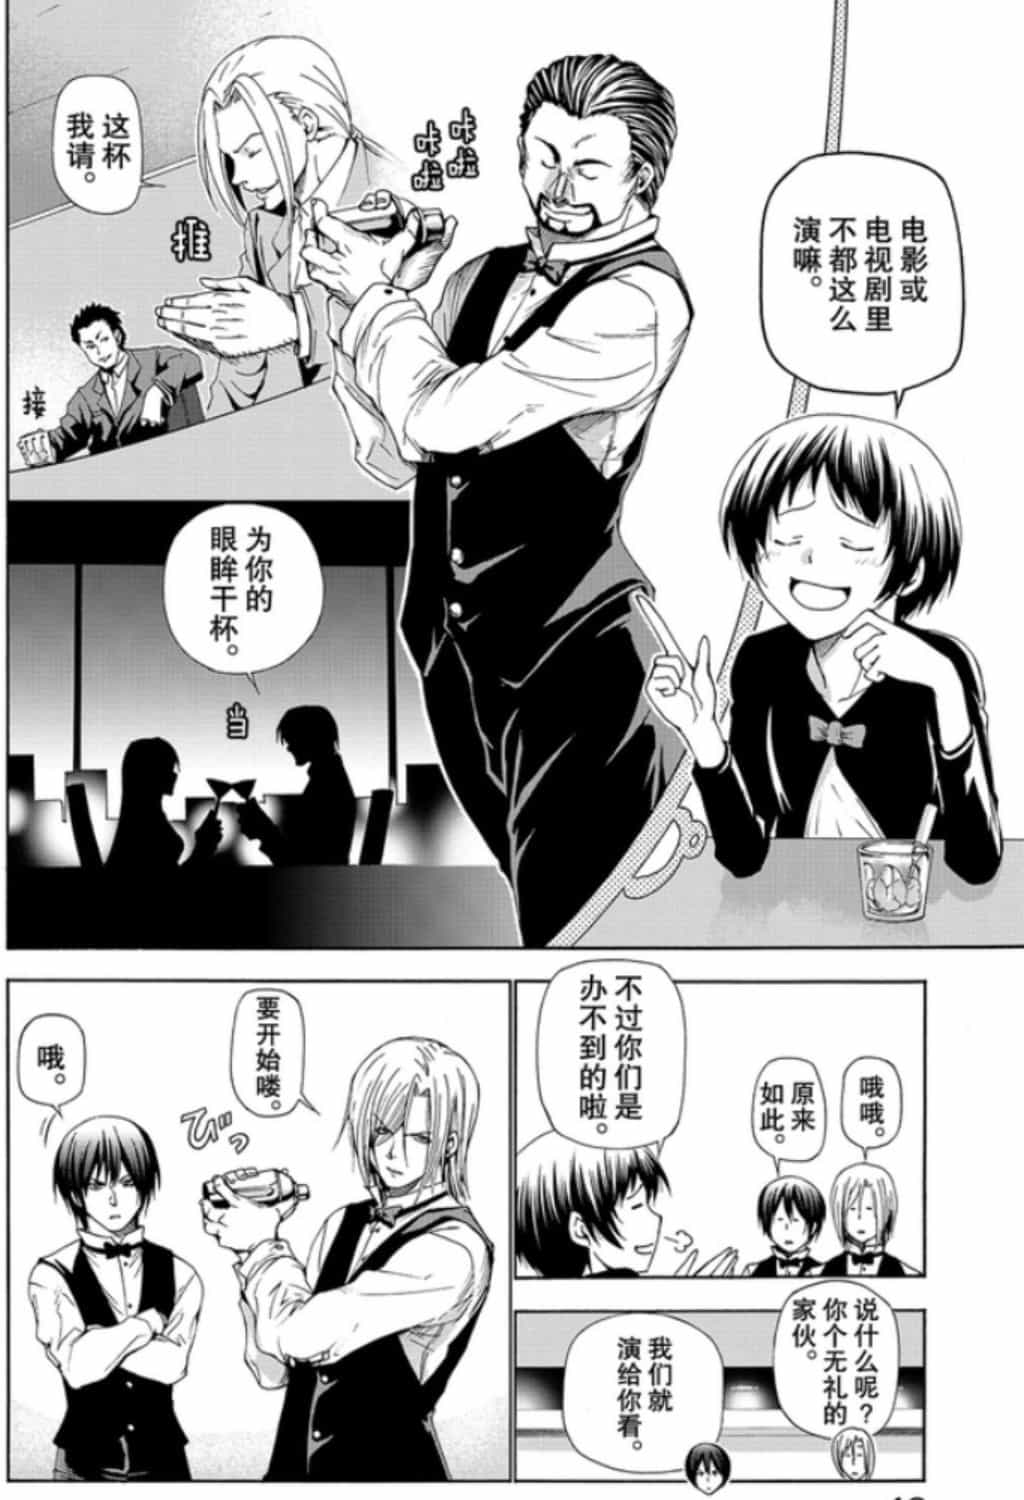 电影或
电视剧里
不都这么
演嘛。
咔啦
咔啦
这杯
我请。
推
接
为你的
眼眸干杯。
当
哦哦。
原来
如此。
不过你们是
办不到的啦。
说什么呢？
你个无礼的
家伙。
我们就
演给你看。
要开始喽。
びっ
哦。